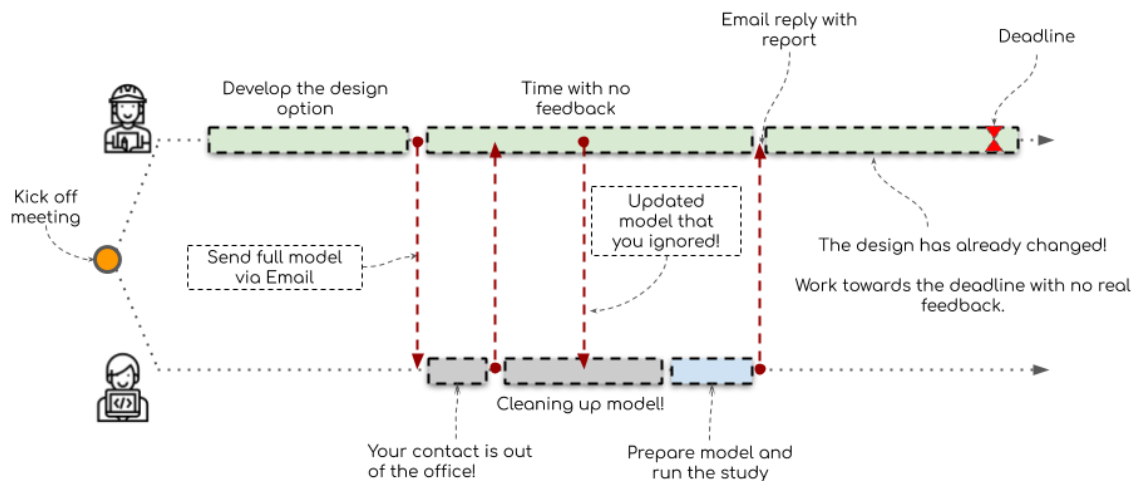 Email reply with
report
Deadline
Develop the design
option
Time with no
feedback
Kick off
meeting
Send full model
via Email
Updated
model that
you ignored!
The design has already changed!
Work towards the deadline with no real
feedback.
</>
Cleaning up model!
Your contact is out
of the office!
Prepare model and
run the study